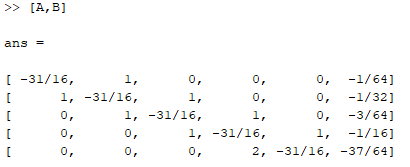 >> [A,B]
ans =
[ -31/16, 1, 0, 0, 0, -1/64]
[ 1, -31/16, 1, 0, 0, -1/32]
[ 0, 1, -31/16, 1, 0, -3/64]
[ 0, 0, 1, -31/16, 1, -1/16]
[ 0, 0, 0, 2, -31/16, -37/64]